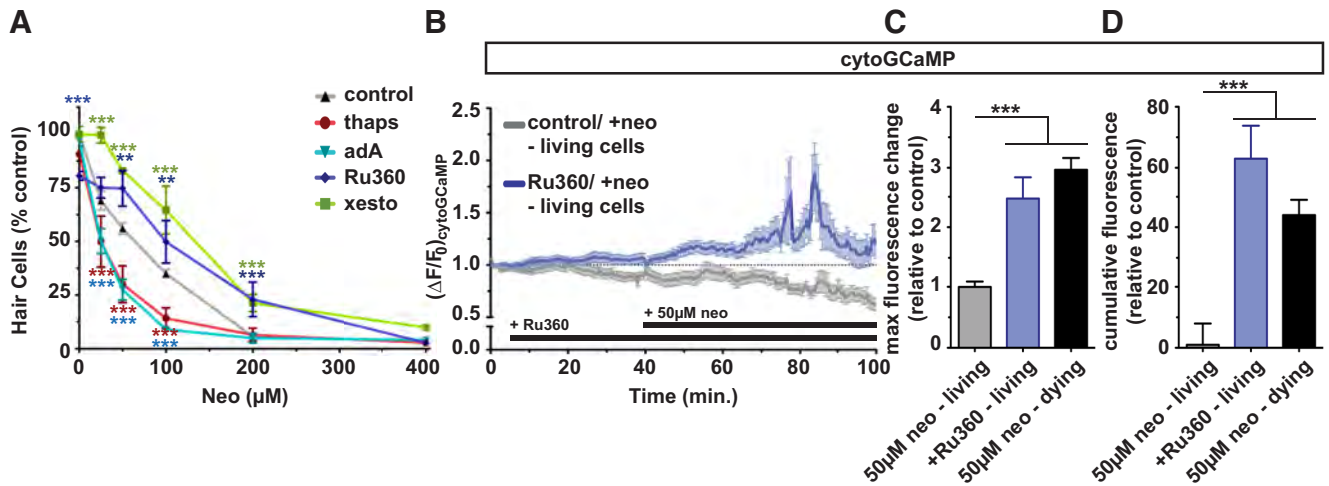 A
B
C
D
cytoGCaMP
control
thaps
adA
Ru360
xesto
***
***
***
**
***
**
***
***
***
***
***
***
***
***
Hair Cells (% control)
100
75
50
25
0
0
100
200
300
400
Neo (µM)
control/ +neo
- living cells
Ru360/ +neo
- living cells
(ΔF/F0)cytoGCaMP
2.5
2.0
1.5
1.0
0.5
0.0
+ Ru360
+ 50µM neo
0
20
40
60
80
100
Time (min.)
max fluorescence change
(relative to control)
4
3
2
1
0
***
50µM neo - living
+Ru360 - living
50µM neo - dying
cumulative fluorescence
(relative to control)
80
60
40
20
0
***
50µM neo - living
+Ru360 - living
50µM neo - dying